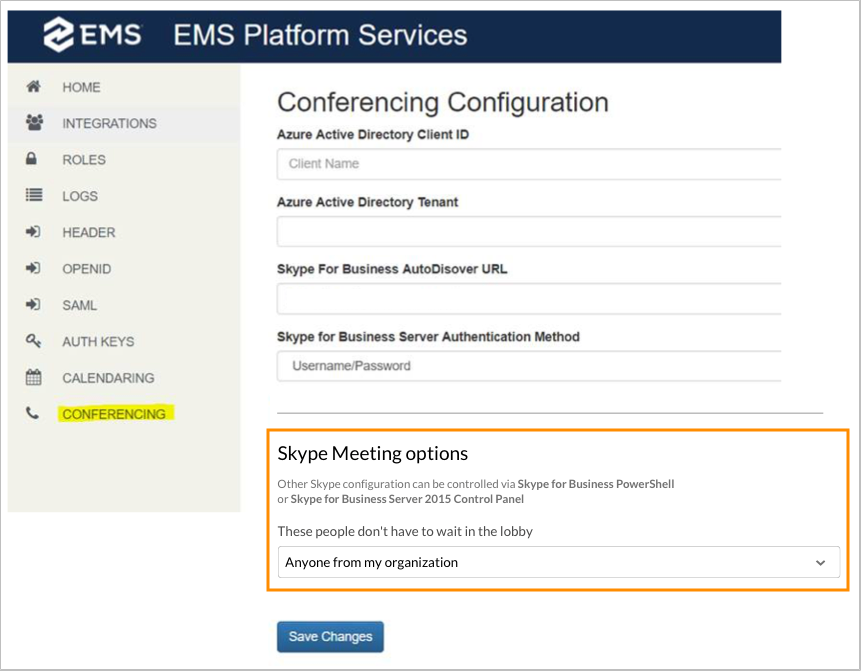 EMS EMS Platform Services
HOME
INTEGRATIONS
ROLES
LOGS
HEADER
OPENID
SAML
AUTH KEYS
CALENDARING
CONFERENCING
Conferencing Configuration
Azure Active Directory Client ID
Client Name
Azure Active Directory Tenant
Skype For Business AutoDisover URL
Skype for Business Server Authentication Method
Username/Password
Skype Meeting options
Other Skype configuration can be controlled via Skype for Business PowerShell
or Skype for Business Server 2015 Control Panel
These people don't have to wait in the lobby
Anyone from my organization
Save Changes